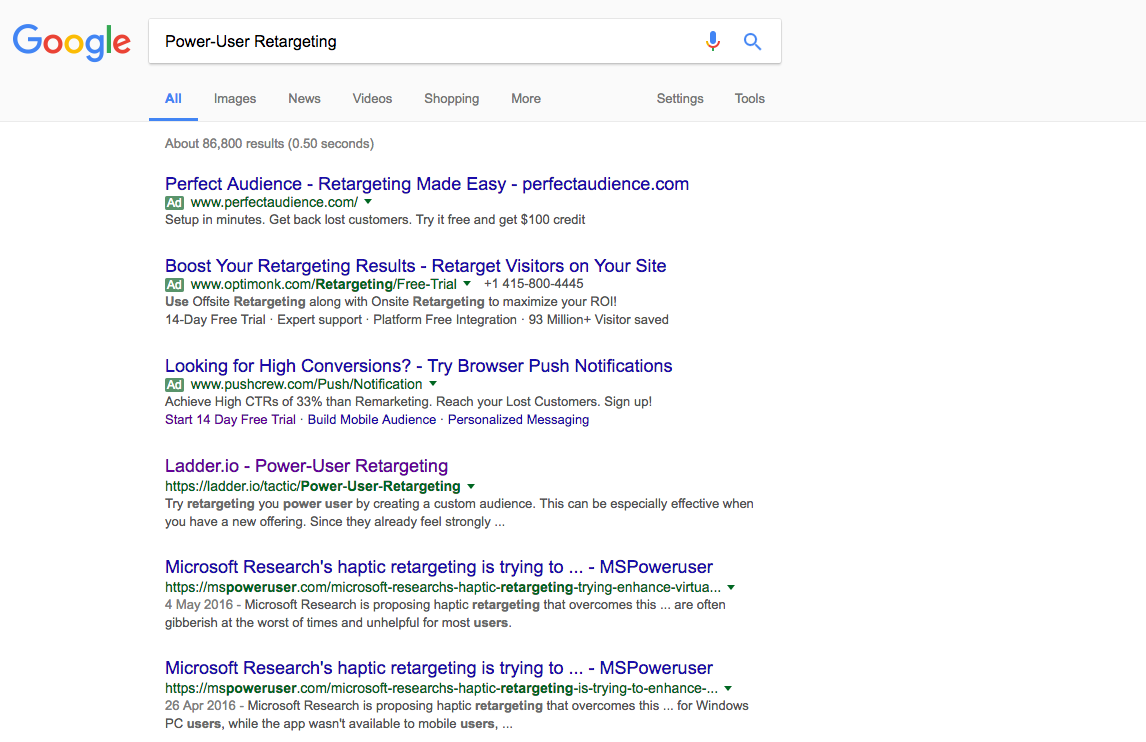 Google
Power-User Retargeting
All Images News Videos Shopping More Settings Tools
About 86,800 results (0.50 seconds)
Perfect Audience - Retargeting Made Easy - perfectaudience.com
Ad www.perfectaudience.com/
Setup in minutes. Get back lost customers. Try it free and get $100 credit
Boost Your Retargeting Results - Retarget Visitors on Your Site
Ad www.optimonk.com/Retargeting/Free-Trial +1 415-800-4445
Use Offsite Retargeting along with Onsite Retargeting to maximize your ROI!
14-Day Free Trial · Expert support · Platform Free Integration · 93 Million+ Visitor saved
Looking for High Conversions? - Try Browser Push Notifications
Ad www.pushcrew.com/Push/Notification
Achieve High CTRs of 33% than Remarketing. Reach your Lost Customers. Sign up!
Start 14 Day Free Trial · Build Mobile Audience · Personalized Messaging
Ladder.io - Power-User Retargeting
https://ladder.io/tactic/Power-User-Retargeting
Try retargeting you power user by creating a custom audience. This can be especially effective when
you have a new offering. Since they already feel strongly ...
Microsoft Research's haptic retargeting is trying to ... - MSPoweruser
https://mspoweruser.com/microsoft-researchs-haptic-retargeting-trying-enhance-virtua...
4 May 2016 - Microsoft Research is proposing haptic retargeting that overcomes this ... are often
gibberish at the worst of times and unhelpful for most users.
Microsoft Research's haptic retargeting is trying to ... - MSPoweruser
https://mspoweruser.com/microsoft-researchs-haptic-retargeting-is-trying-to-enhance-...
26 Apr 2016 - Microsoft Research is proposing haptic retargeting that overcomes this ... for Windows
PC users, while the app wasn't available to mobile users, ...